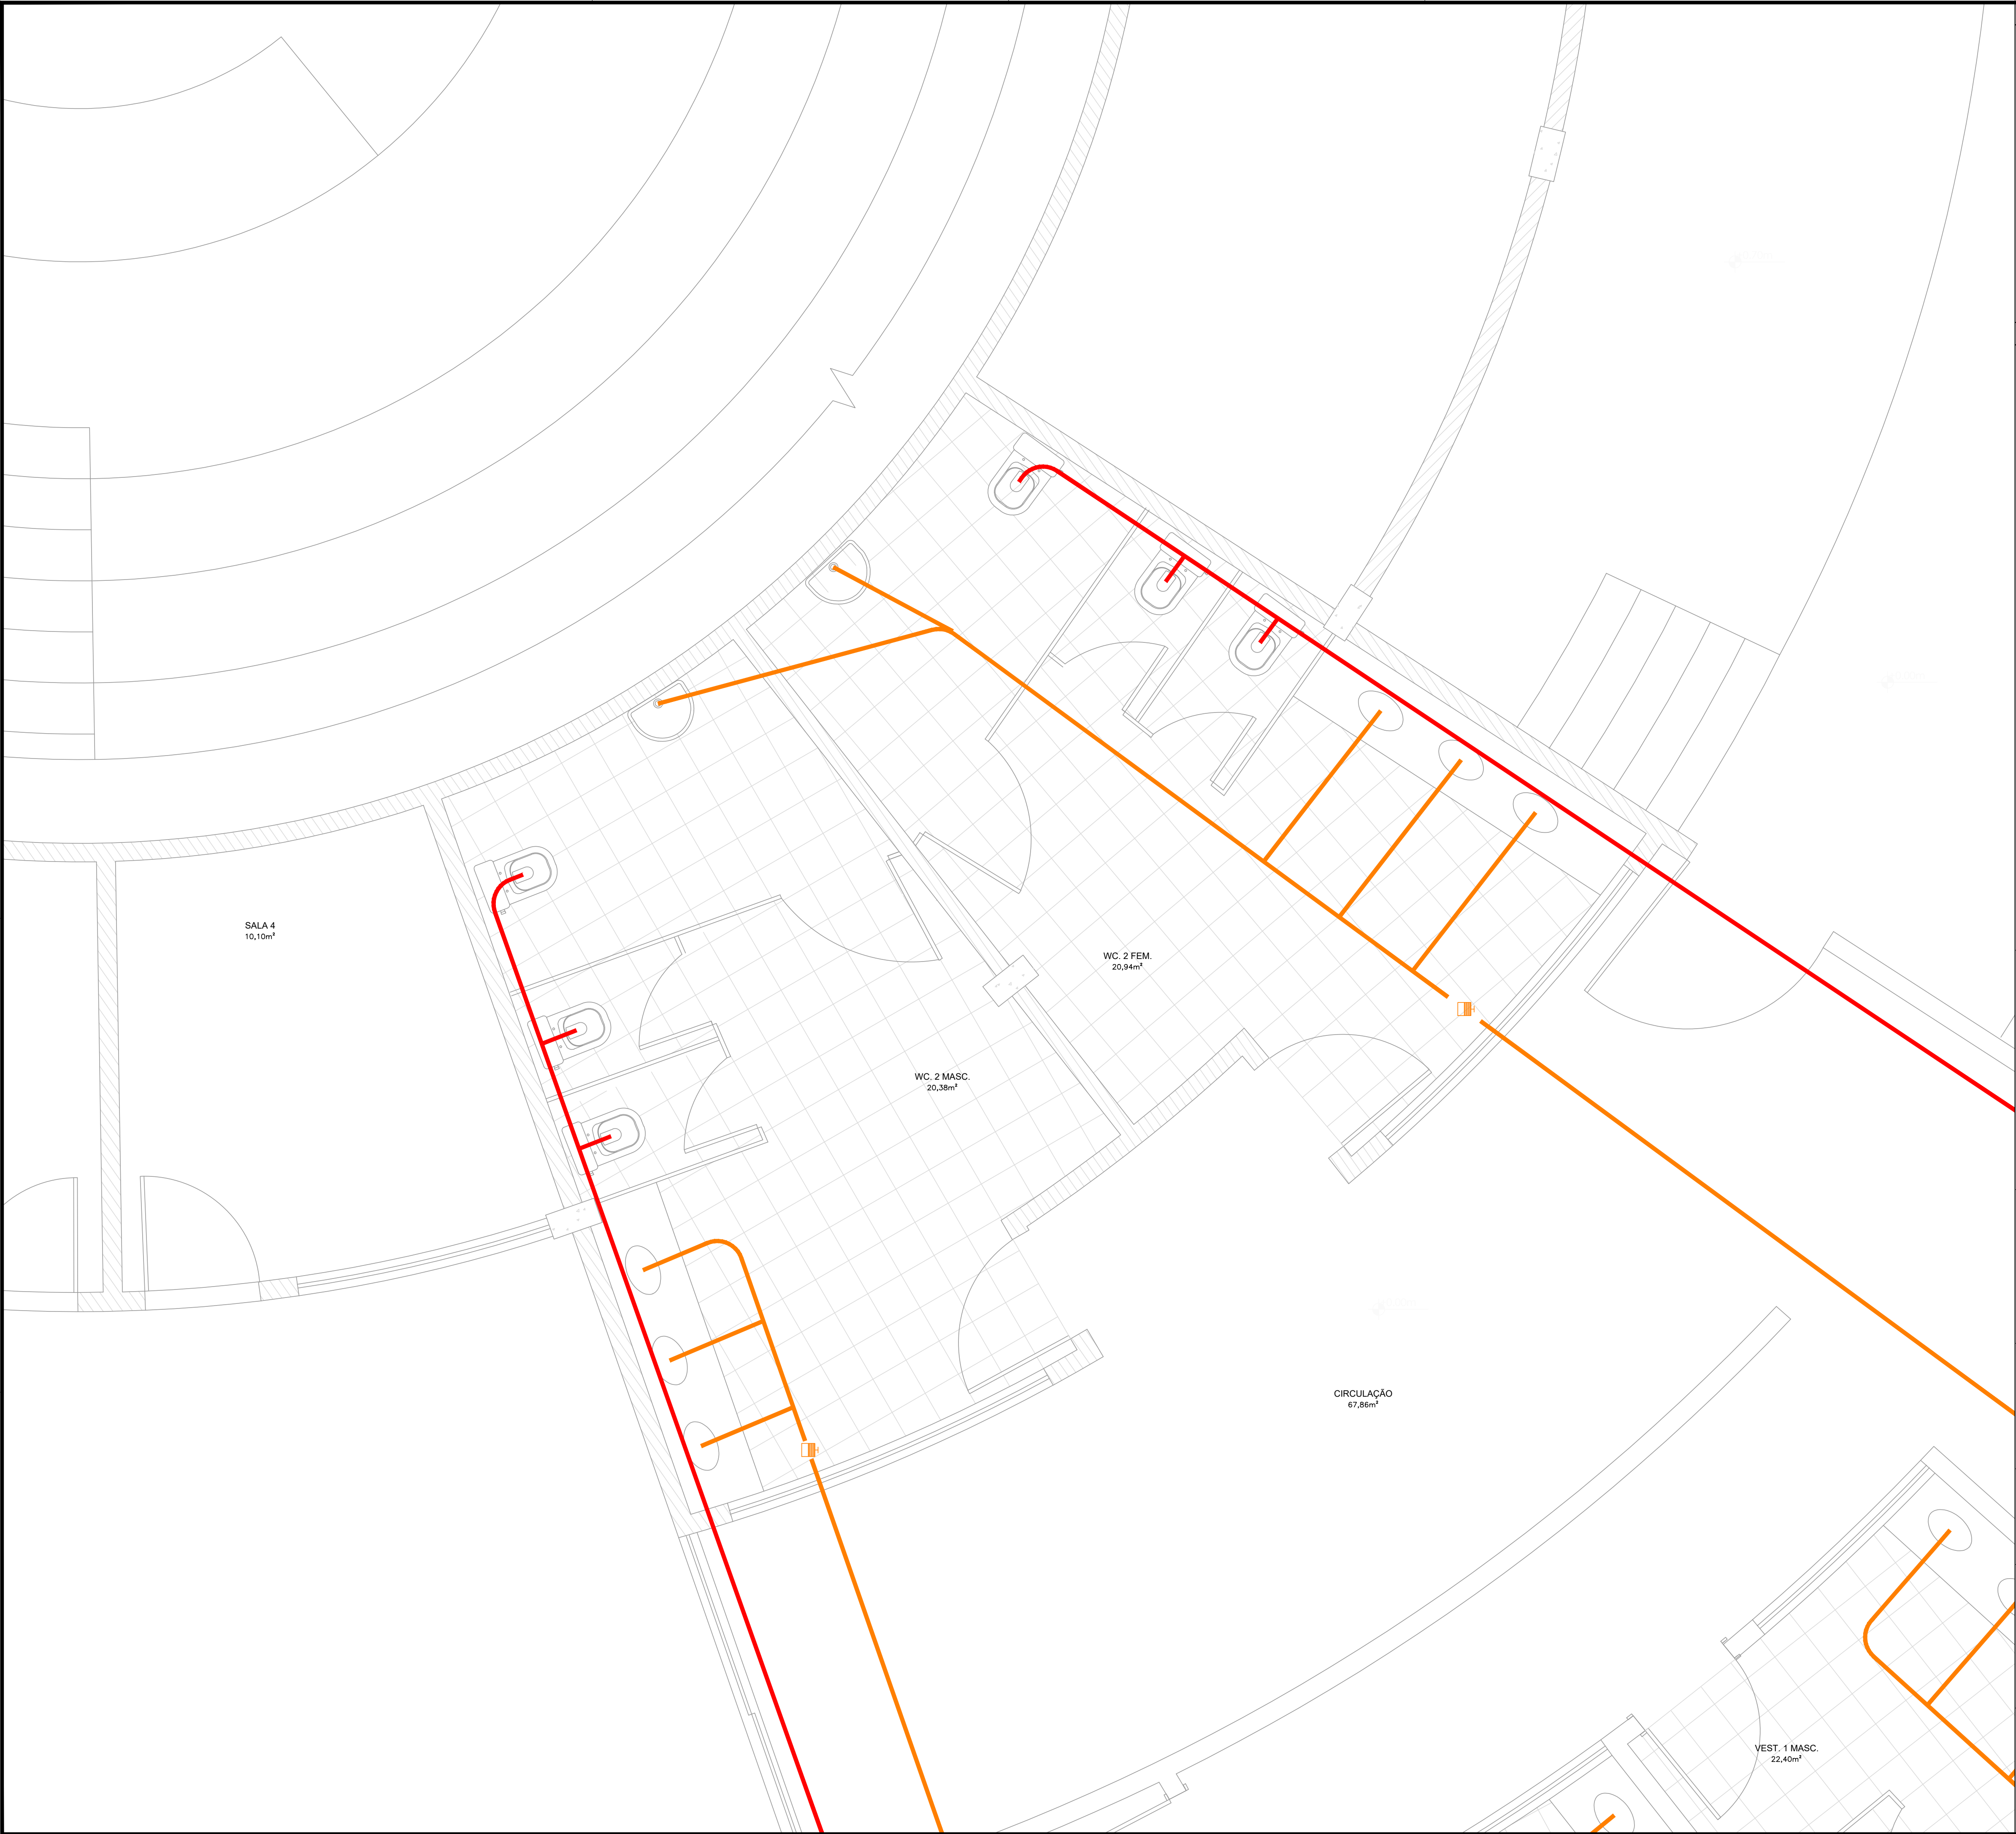 SALA 4
10,10m²
WC. 2 FEM.
20,94m²
WC. 2 MASC.
20,38m²
CIRCULAÇÃO
67,86m²
VEST. 1 MASC.
22,40m²